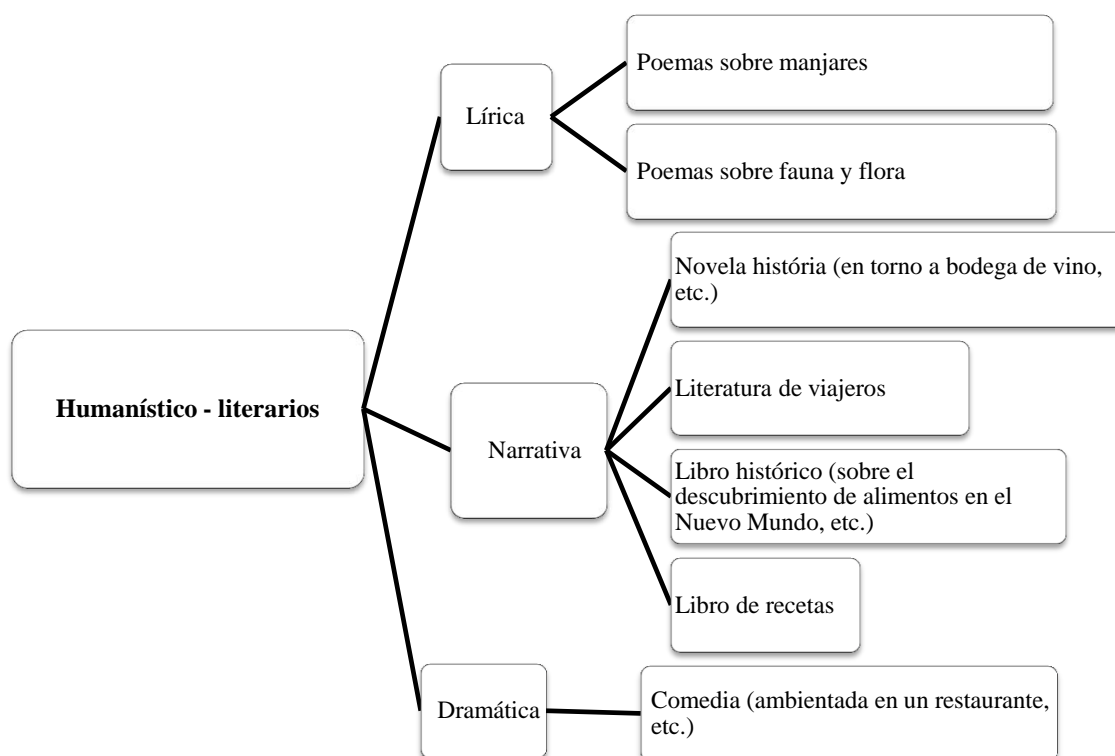 Humanístico - literarios
Lírica
Poemas sobre manjares
Poemas sobre fauna y flora
Narrativa
Novela história (en torno a bodega de vino,
etc.)
Literatura de viajeros
Libro histórico (sobre el
descubrimiento de alimentos en el
Nuevo Mundo, etc.)
Libro de recetas
Dramática
Comedia (ambientada en un restaurante,
etc.)